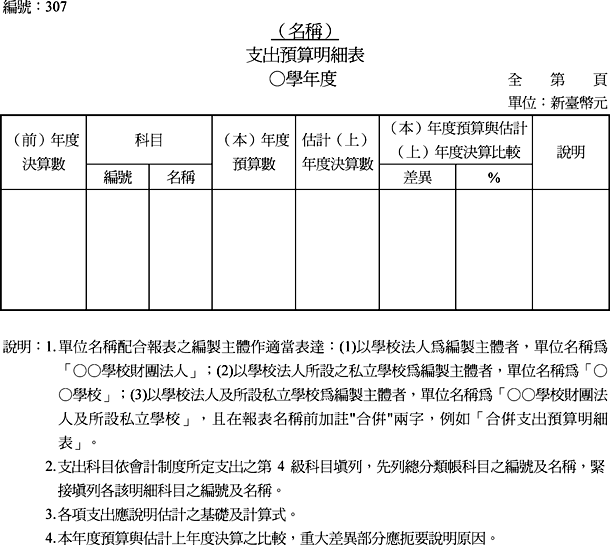 編號：307
（名稱）
支出預算明細表
○學年度
全　第　頁
單位：新臺幣元
（前）年度
決算數
科目
編號
名稱
（本）年度
預算數
估計（上）
年度決算數
（本）年度預算與估計
（上）年度決算比較
差異
%
說明
說明：1.單位名稱配合報表之編製主體作適當表達：(1)以學校法人為編製主體者，單位名稱為
「○○學校財團法人」；(2)以學校法人所設之私立學校為編製主體者，單位名稱為「○
○學校」；(3)以學校法人及所設私立學校為編製主體者，單位名稱為「○○學校財團法
人及所設私立學校」，且在報表名稱前加註"合併"兩字，例如「合併支出預算明細
表」。
2.支出科目依會計制度所定支出之第 4 級科目填列，先列總分類帳科目之編號及名稱，緊
接填列各該明細科目之編號及名稱。
3.各項支出應說明估計之基礎及計算式。
4.本年度預算與估計上年度決算之比較，重大差異部分應扼要說明原因。